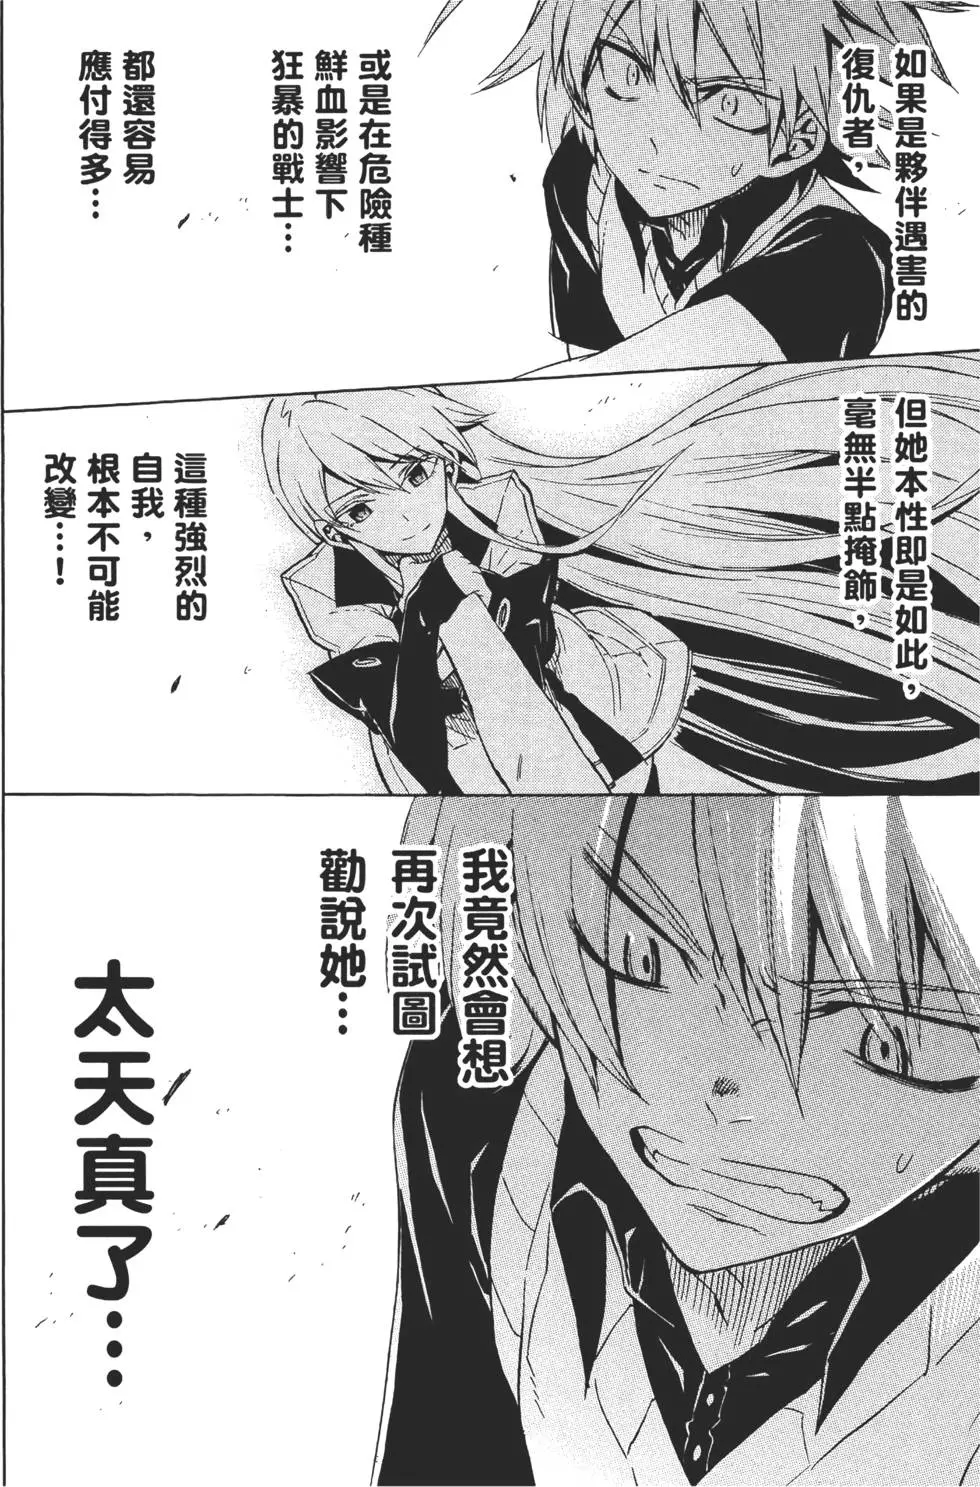 如果是夥伴遇害的
復仇者，
或是在危險種
鮮血影響下
狂暴的戰士…
都還容易
應付得多…
但她本性即是如此，
毫無半點掩飾，
這種強烈的
自我，
根本不可能
改變…！
我竟然會想
再次試圖
勸說她…
太天真了…